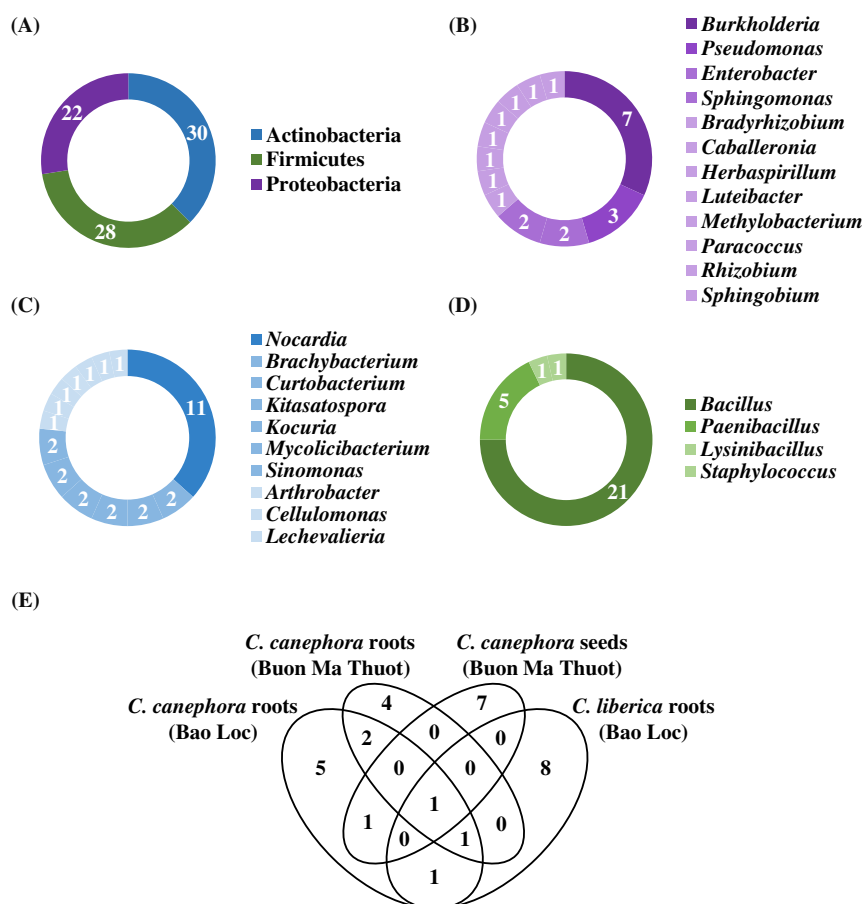 (A)
22
30
28
Actinobacteria
Firmicutes
Proteobacteria
(B)
1
1
1
1
1
1
1
1
7
2
2
3
Burkholderia
Pseudomonas
Enterobacter
Sphingomonas
Bradyrhizobium
Caballeronia
Herbaspirillum
Luteibacter
Methylobacterium
Paracoccus
Rhizobium
Sphingobium
(C)
1
1
1
1
1
1
1
11
2
2
2
2
2
2
Nocardia
Brachybacterium
Curtobacterium
Kitasatospora
Kocuria
Mycolicibacterium
Sinomonas
Arthrobacter
Cellulomonas
Lechevalieria
(D)
1
1
5
21
Bacillus
Paenibacillus
Lysinibacillus
Staphylococcus
(E)
C. canephora roots
(Buon Ma Thuot)
C. canephora seeds
(Buon Ma Thuot)
C. canephora roots
(Bao Loc)
C. liberica roots
(Bao Loc)
4
7
2
0
0
5
0
0
8
1
1
0
0
1
1